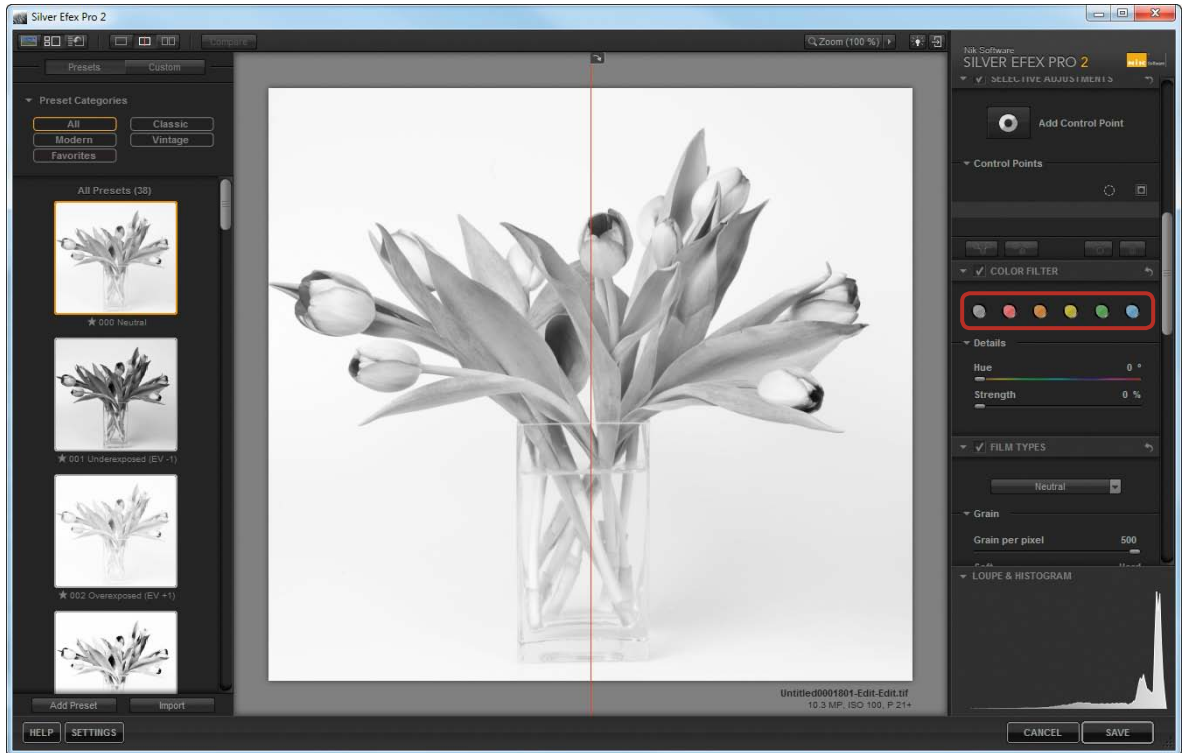 Silver Efex Pro 2
Compare
Zoom (100 %)
Presets Custom
Preset Categories
All Classic
Modern Vintage
Favorites
All Presets (38)
★ 000 Neutral
★ 001 Underexposed (EV -1)
★ 002 Overexposed (EV +1)
Add Preset Import
HELP SETTINGS
Untitled0001801-Edit-Edit.tif
10.3 MP, ISO 100, P 21+
Nik Software
SILVER EFEX PRO 2
nik Software
SELECTIVE ADJUSTMENTS
Add Control Point
Control Points
COLOR FILTER
Details
Hue 0 °
Strength 0 %
FILM TYPES
Neutral
Grain
Grain per pixel 500
Soft Hard
LOUPE & HISTOGRAM
CANCEL SAVE